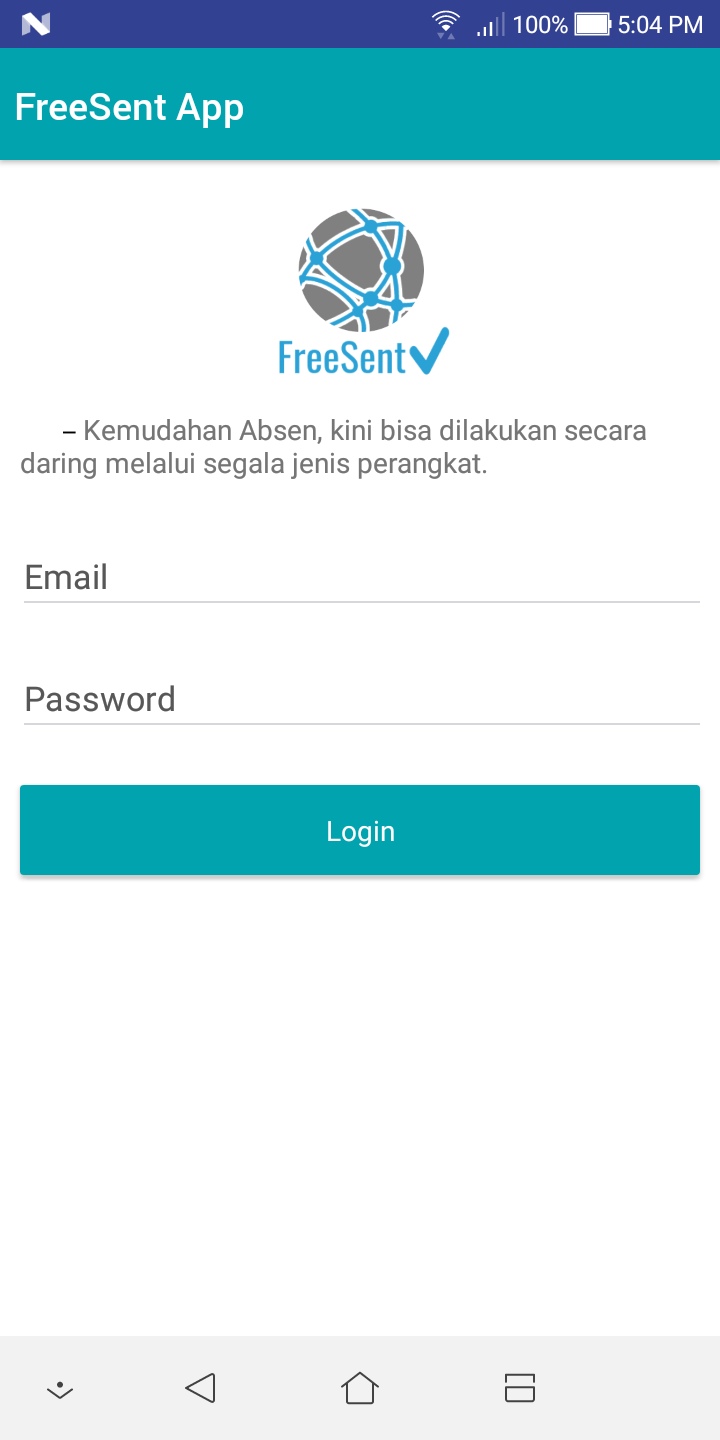 100% 5:04 PM
FreeSent App
FreeSent
– Kemudahan Absen, kini bisa dilakukan secara
daring melalui segala jenis perangkat.
Email
Password
Login